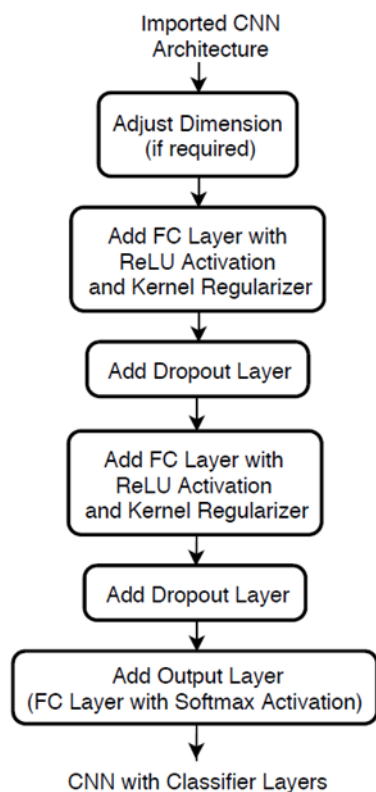 Imported CNN
Architecture
Adjust Dimension
(if required)
Add FC Layer with
ReLU Activation
and Kernel Regularizer
Add Dropout Layer
Add FC Layer with
ReLU Activation
and Kernel Regularizer
Add Dropout Layer
Add Output Layer
(FC Layer with Softmax Activation)
CNN with Classifier Layers